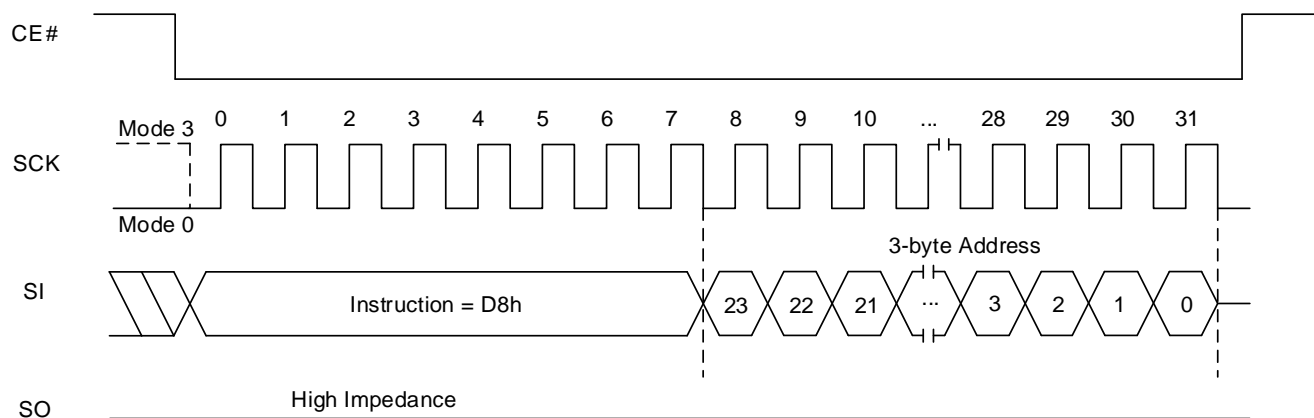 CE#
0 1 2 3 4 5 6 7 8 9 10 ... 28 29 30 31
Mode 3
SCK
Mode 0
3-byte Address
SI
Instruction = D8h
23 22 21 ... 3 2 1 0
High Impedance
SO